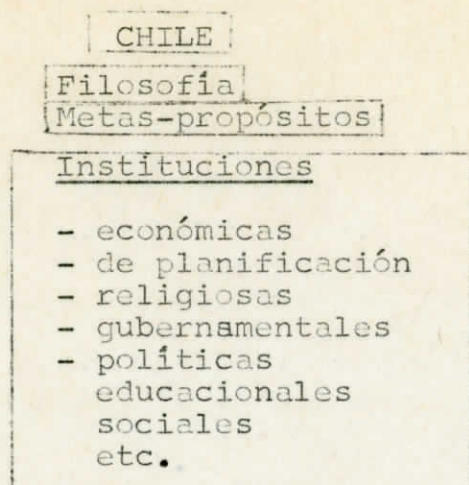 CHILE
Filosofía
Metas-propósitos
Instituciones
- económicas
- de planificación
- religiosas
- gubernamentales
- políticas
educacionales
sociales
etc.